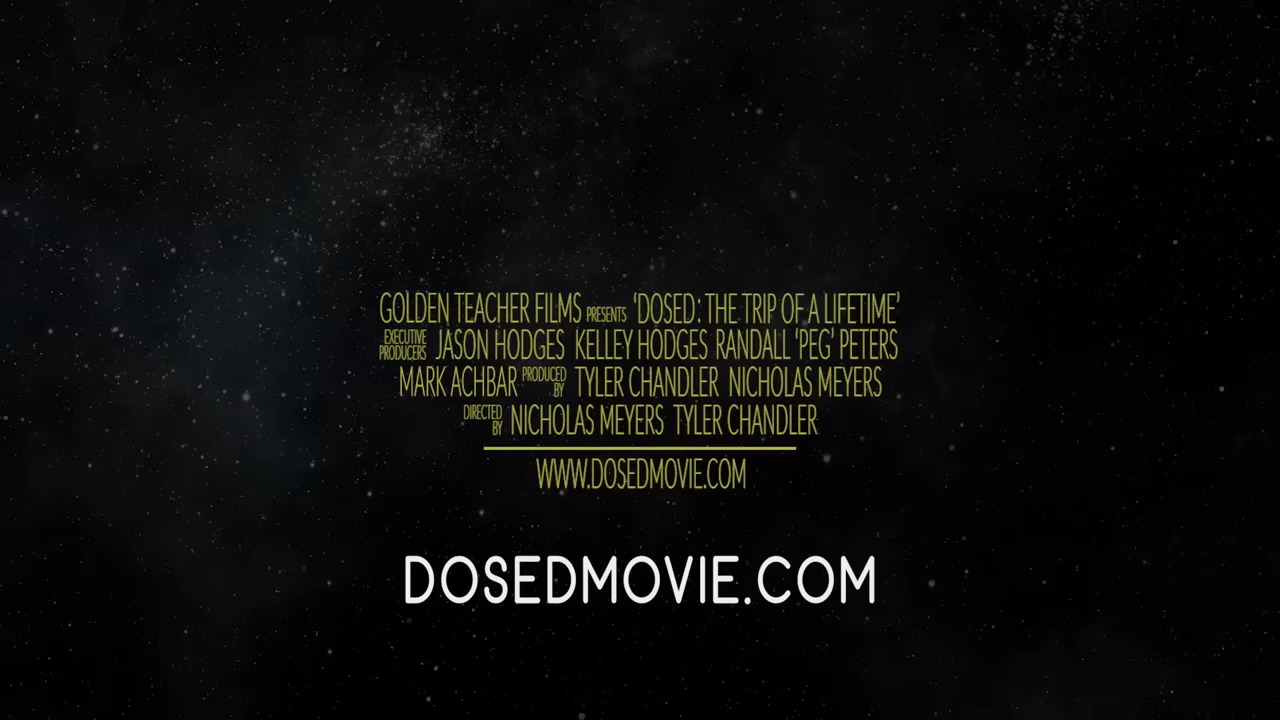 GOLDEN TEACHER FILMS PRESENTS ‘DOSED: THE TRIP OF A LIFETIME’
EXECUTIVE PRODUCERS JASON HODGES KELLEY HODGES RANDALL ‘PEG’ PETERS
MARK ACHBAR PRODUCED BY TYLER CHANDLER NICHOLAS MEYERS
DIRECTED BY NICHOLAS MEYERS TYLER CHANDLER
WWW.DOSEDMOVIE.COM
DOSEDMOVIE.COM